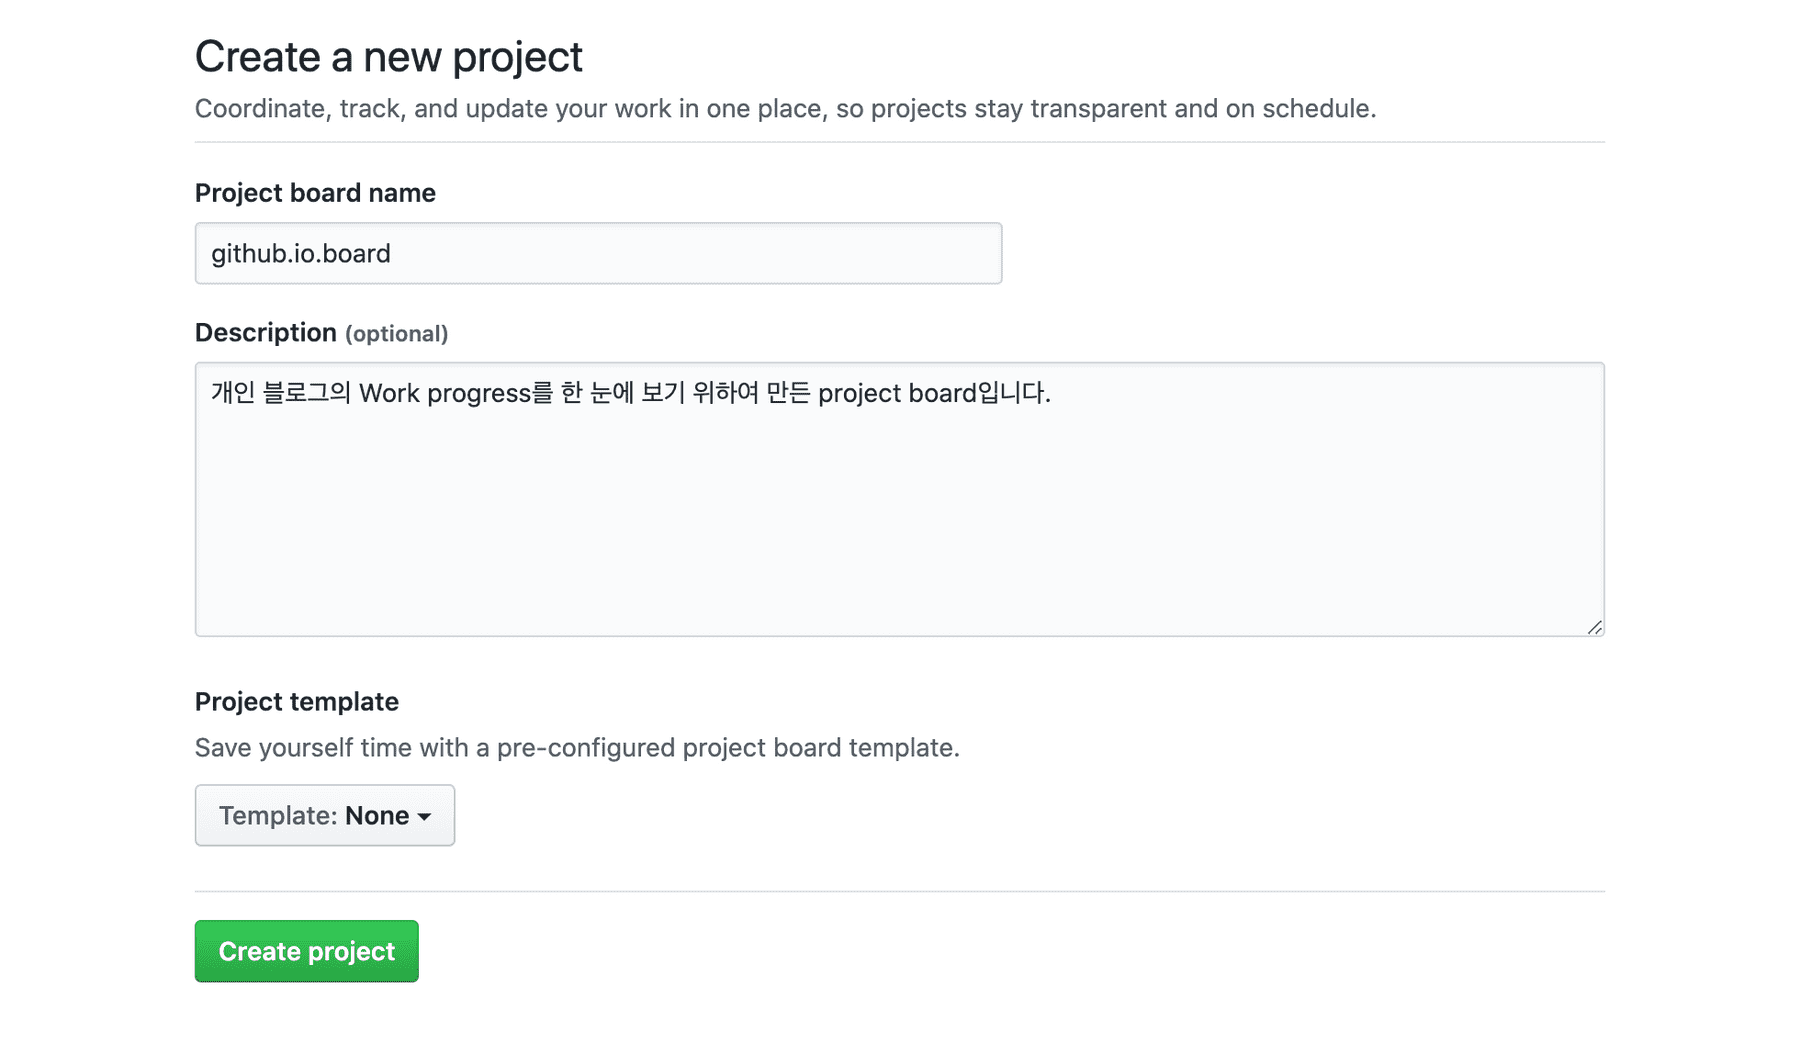 Create a new project
Coordinate, track, and update your work in one place, so projects stay transparent and on schedule.
Project board name
github.io.board
Description (optional)
개인 블로그의 Work progress를 한 눈에 보기 위하여 만든 project board입니다.
Project template
Save yourself time with a pre-configured project board template.
Template: None
Create project